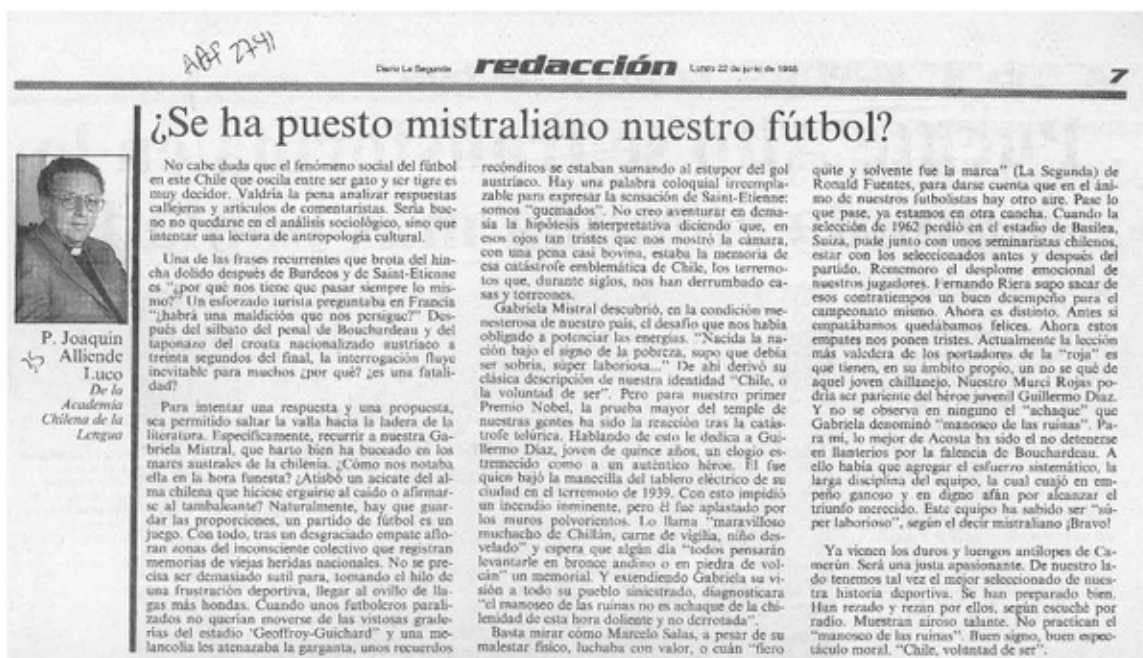 ABP 2741
Diario La Segunda redacción Lunes 22 de junio de 1998 7
¿Se ha puesto mistraliano nuestro fútbol?
P. Joaquín
Alliende
Luco
De la
Academia
Chilena de la
Lengua
No cabe duda que el fenómeno social del fútbol
en este Chile que oscila entre ser gato y ser tigre es
muy decidor. Valdría la pena analizar respuestas
callejeras y artículos de comentaristas. Sería bue-
no no quedarse en el análisis sociológico, sino que
intentar una lectura de antropología cultural.
Una de las frases recurrentes que brota del hin-
cha dolido después de Burdeos y de Saint-Etienne
es "¿por qué nos tiene que pasar siempre lo mis-
mo?" Un esforzado turista preguntaba en Francia
"¿habrá una maldición que nos persigue?" Des-
pués del silbato del penal de Bouchardeau y del
taponazo del croata nacionalizado austriaco a
treinta segundos del final, la interrogación fluye
inevitable para muchos ¿por qué? ¿es una fatali-
dad?
Para intentar una respuesta y una propuesta,
sea permitido saltar la valla hacia la ladera de la
literatura. Específicamente, recurrir a nuestra Ga-
briela Mistral, que harto bien ha buceado en los
mares australes de la chilenía. ¿Cómo nos notaba
ella en la hora funesta? ¿Atisbó un acicate del al-
ma chilena que hiciese erguirse al caído o afirmar-
se al tambaleante? Naturalmente, hay que guar-
dar las proporciones, un partido de fútbol es un
juego. Con todo, tras un desgraciado empate aflo-
ran zonas del inconsciente colectivo que registran
memorias de viejas heridas nacionales. No se pre-
cisa ser demasiado sutil para, tomando el hilo de
una frustración deportiva, llegar al ovillo de lla-
gas más hondas. Cuando unos futboleros parali-
zados no querían moverse de las vistosas grade-
rías del estadio 'Geoffroy-Guichard" y una me-
lancolía les atenazaba la garganta, unos recuerdos
recónditos se estaban sumando al estupor del gol
austríaco. Hay una palabra coloquial irreempla-
zable para expresar la sensación de Saint-Etienne:
somos "quemados". No creo aventurar en dema-
sía la hipótesis interpretativa diciendo que, en
esos ojos tan tristes que nos mostró la cámara,
con una pena casi bovina, estaba la memoria de
esa catástrofe emblemática de Chile, los terremo-
tos que, durante siglos, nos han derrumbado ca-
sas y torreones.
Gabriela Mistral descubrió, en la condición me-
nesterosa de nuestro país, el desafío que nos había
obligado a potenciar las energías. "Nacida la na-
ción bajo el signo de la pobreza, supo que debía
ser sobria, súper laboriosa..." De ahí derivó su
clásica descripción de nuestra identidad "Chile, o
la voluntad de ser". Pero para nuestro primer
Premio Nobel, la prueba mayor del temple de
nuestras gentes ha sido la reacción tras la catás-
trofe telúrica. Hablando de esto le dedica a Gui-
llermo Díaz, joven de quince años, un elogio es-
tremecido como a un auténtico héroe. El fue
quien bajó la manecilla del tablero eléctrico de su
ciudad en el terremoto de 1939. Con esto impidió
un incendio inminente, pero él fue aplastado por
los muros polvorientos. Lo llama "maravilloso
muchacho de Chillán, carne de vigilia, niño des-
velado" y espera que algún día "todos pensarán
levantarle en bronce andino o en piedra de vol-
cán" un memorial. Y extendiendo Gabriela su vi-
sión a todo su pueblo siniestrado, diagnosticara
"el manoseo de las ruinas no es achaque de la chi-
lenidad de esta hora doliente y no derrotada".
Basta mirar cómo Marcelo Salas, a pesar de su
malestar físico, luchaba con valor, o cuán "fiero
quite y solvente fue la marca" (La Segunda) de
Ronald Fuentes, para darse cuenta que en el áni-
mo de nuestros futbolistas hay otro aire. Pase lo
que pase, ya estamos en otra cancha. Cuando la
selección de 1962 perdió en el estadio de Basilea,
Suiza, pude junto con unos seminaristas chilenos,
estar con los seleccionados antes y después del
partido. Rememoro el desplome emocional de
nuestros jugadores. Fernando Riera supo sacar de
esos contratiempos un buen desempeño para el
campeonato mismo. Ahora es distinto. Antes si
empatábamos quedábamos felices. Ahora estos
empates nos ponen tristes. Actualmente la lección
más valedera de los portadores de la "roja" es
que tienen, en su ámbito propio, un no se qué de
aquel joven chillanejo. Nuestro Murci Rojas po-
dría ser pariente del héroe juvenil Guillermo Díaz.
Y no se observa en ninguno el "achaque" que
Gabriela denominó "manoseo de las ruinas". Pa-
ra mí, lo mejor de Acosta ha sido el no detenerse
en llanterios por la falencia de Bouchardeau. A
ello había que agregar el esfuerzo sistemático, la
larga disciplina del equipo, la cual cuajó en em-
peño ganoso y en digno afán por alcanzar el
triunfo merecido. Este equipo ha sabido ser "sú-
per laborioso", según el decir mistraliano ¡Bravo!
Ya vienen los duros y luengos antílopes de Ca-
merún. Será una justa apasionante. De nuestro la-
do tenemos tal vez el mejor seleccionado de nues-
tra historia deportiva. Se han preparado bien.
Han rezado y rezan por ellos, según escuché por
radio. Muestran airoso talante. No practican el
"manoseo de las ruinas". Buen signo, buen espec-
táculo moral. "Chile, voluntad de ser".